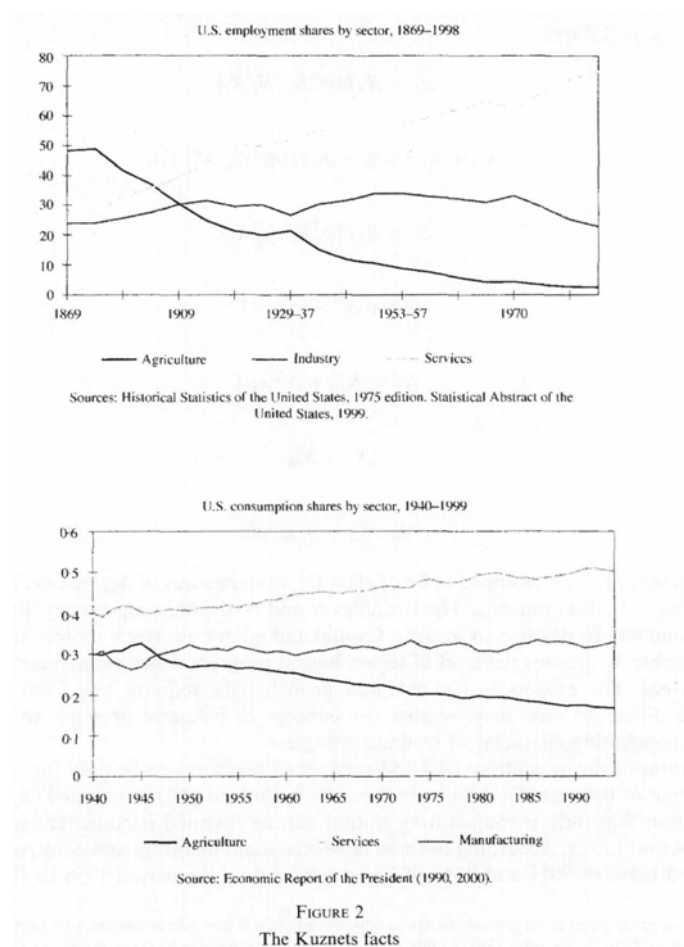 U.S. employment shares by sector, 1869–1998
80
70
60
50
40
30
20
10
0
1869 1909 1929–37 1953–57 1970
Agriculture Industry Services
Sources: Historical Statistics of the United States, 1975 edition. Statistical Abstract of the
United States, 1999.
U.S. consumption shares by sector, 1940–1999
0·6
0·5
0·4
0·3
0·2
0·1
0
1940 1945 1950 1955 1960 1965 1970 1975 1980 1985 1990
Agriculture Services Manufacturing
Source: Economic Report of the President (1990, 2000).
FIGURE 2
The Kuznets facts